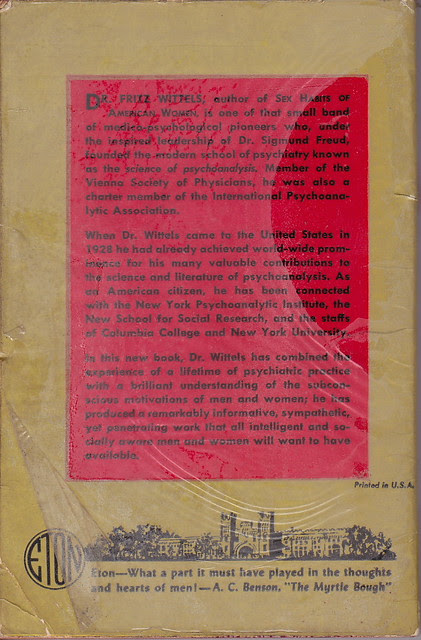 DR. FRITZ WITTELS, author of SEX HABITS OF
AMERICAN WOMEN, is one of that small band
of medico-psychological pioneers who, under
the inspired leadership of Dr. Sigmund Freud,
founded the modern school of psychiatry known
as the science of psychoanalysis. Member of the
Vienna Society of Physicians, he was also a
charter member of the International Psychoana-
lytic Association.
When Dr. Wittels came to the United States in
1928 he had already achieved world-wide prom-
inence for his many valuable contributions to
the science and literature of psychoanalysis. As
an American citizen, he has been connected
with the New York Psychoanalytic Institute, the
New School for Social Research, and the staffs
of Columbia College and New York University.
In this new book, Dr. Wittels has combined the
experience of a lifetime of psychiatric practice
with a brilliant understanding of the subcon-
scious motivations of men and women; he has
produced a remarkably informative, sympathetic,
yet penetrating work that all intelligent and so-
cially aware men and women will want to have
available.
Printed in U.S.A.
ETON
Eton—What a part it must have played in the thoughts
and hearts of men!—A. C. Benson, "The Myrtle Bough"